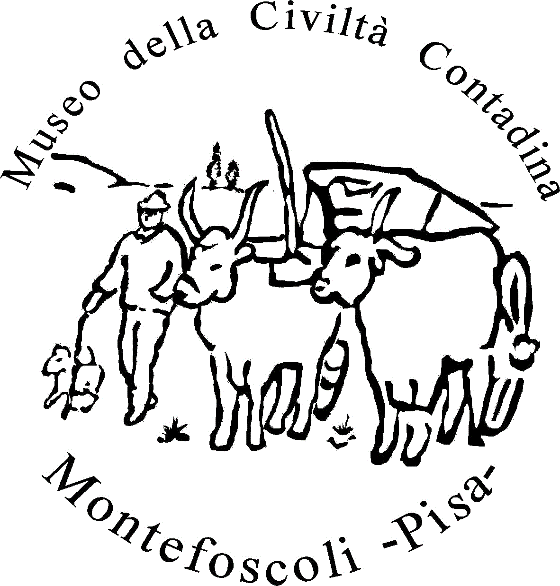 Museo della Civiltà Contadina
Montefoscoli -Pisa-